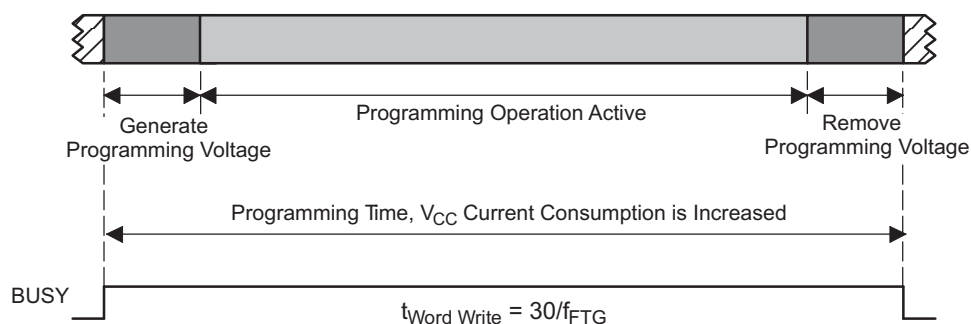 Generate
Programming Voltage
Programming Operation Active
Remove
Programming Voltage
Programming Time, VCC Current Consumption is Increased
BUSY
tWord Write = 30/fFTG